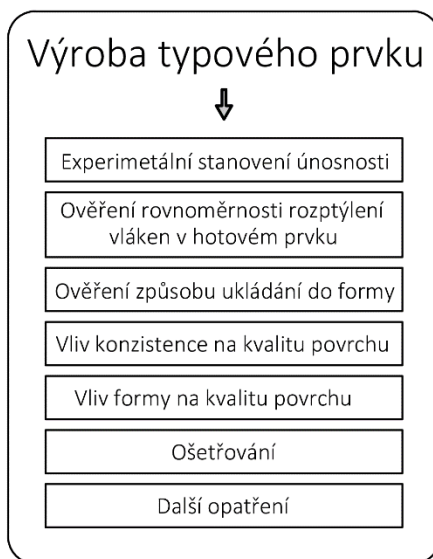 Výroba typového prvku
Experimetální stanovení únosnosti
Ověření rovnoměrnosti rozptýlení
vláken v hotovém prvku
Ověření způsobu ukládání do formy
Vliv konzistence na kvalitu povrchu
Vliv formy na kvalitu povrchu
Ošetřování
Další opatření